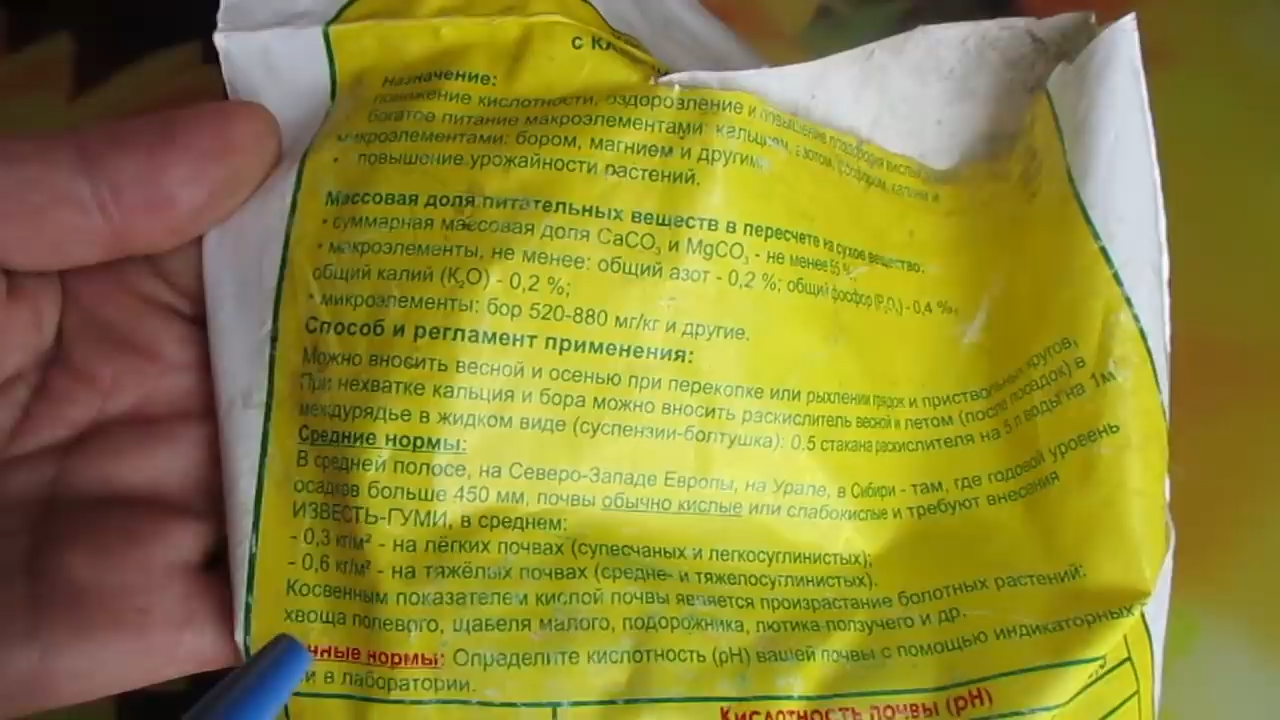 с КА
Назначение:
понижение кислотности, оздоровление и повышение плодородия кислых
богатое питание макроэлементами: кальцием, азотом, фосфором, калием и
микроэлементами: бором, магнием и другими
• повышение урожайности растений.
Массовая доля питательных веществ в пересчете на сухое вещество:
• суммарная массовая доля CaCO₃ и MgCO₃ - не менее 55 %;
• макроэлементы, не менее: общий азот - 0,2 %; общий фосфор (P₂O₅) - 0,4 %;
общий калий (K₂O) - 0,2 %;
• микроэлементы: бор 520-880 мг/кг и другие.
Способ и регламент применения:
Можно вносить весной и осенью при перекопке или рыхлении грядок и приствольных кругов,
При нехватке кальция и бора можно вносить раскислитель весной и летом (после посадок) в
междурядье в жидком виде (суспензии-болтушка): 0,5 стакана раскислителя на 5 л воды на 1м²
Средние нормы:
В средней полосе, на Северо-Западе Европы, на Урале, в Сибири - там, где годовой уровень
осадков больше 450 мм, почвы обычно кислые или слабокислые и требуют внесения
ИЗВЕСТЬ-ГУМИ, в среднем:
- 0,3 кг/м² - на лёгких почвах (супесчаных и легкосуглинистых);
- 0,6 кг/м² - на тяжёлых почвах (средне- и тяжелосуглинистых).
Косвенным показателем кислой почвы является произрастание болотных растений:
хвоща полевого, щавеля малого, подорожника, лютика-ползучего и др.
нные нормы: Определите кислотность (pH) вашей почвы с помощью индикаторных
и в лаборатории.
Кислотность почвы (pH)